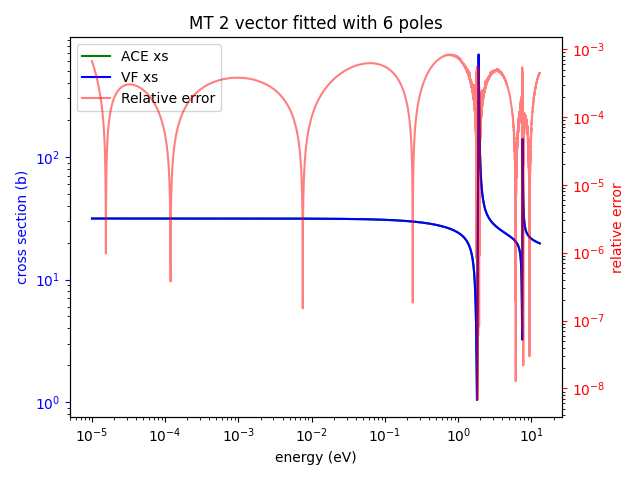 MT 2 vector fitted with 6 poles
ACE xs
VF xs
Relative error
cross section (b)
10²
10¹
10⁰
10⁻³
10⁻⁴
10⁻⁵
10⁻⁶
10⁻⁷
10⁻⁸
relative error
10⁻⁵ 10⁻⁴ 10⁻³ 10⁻² 10⁻¹ 10⁰ 10¹
energy (eV)